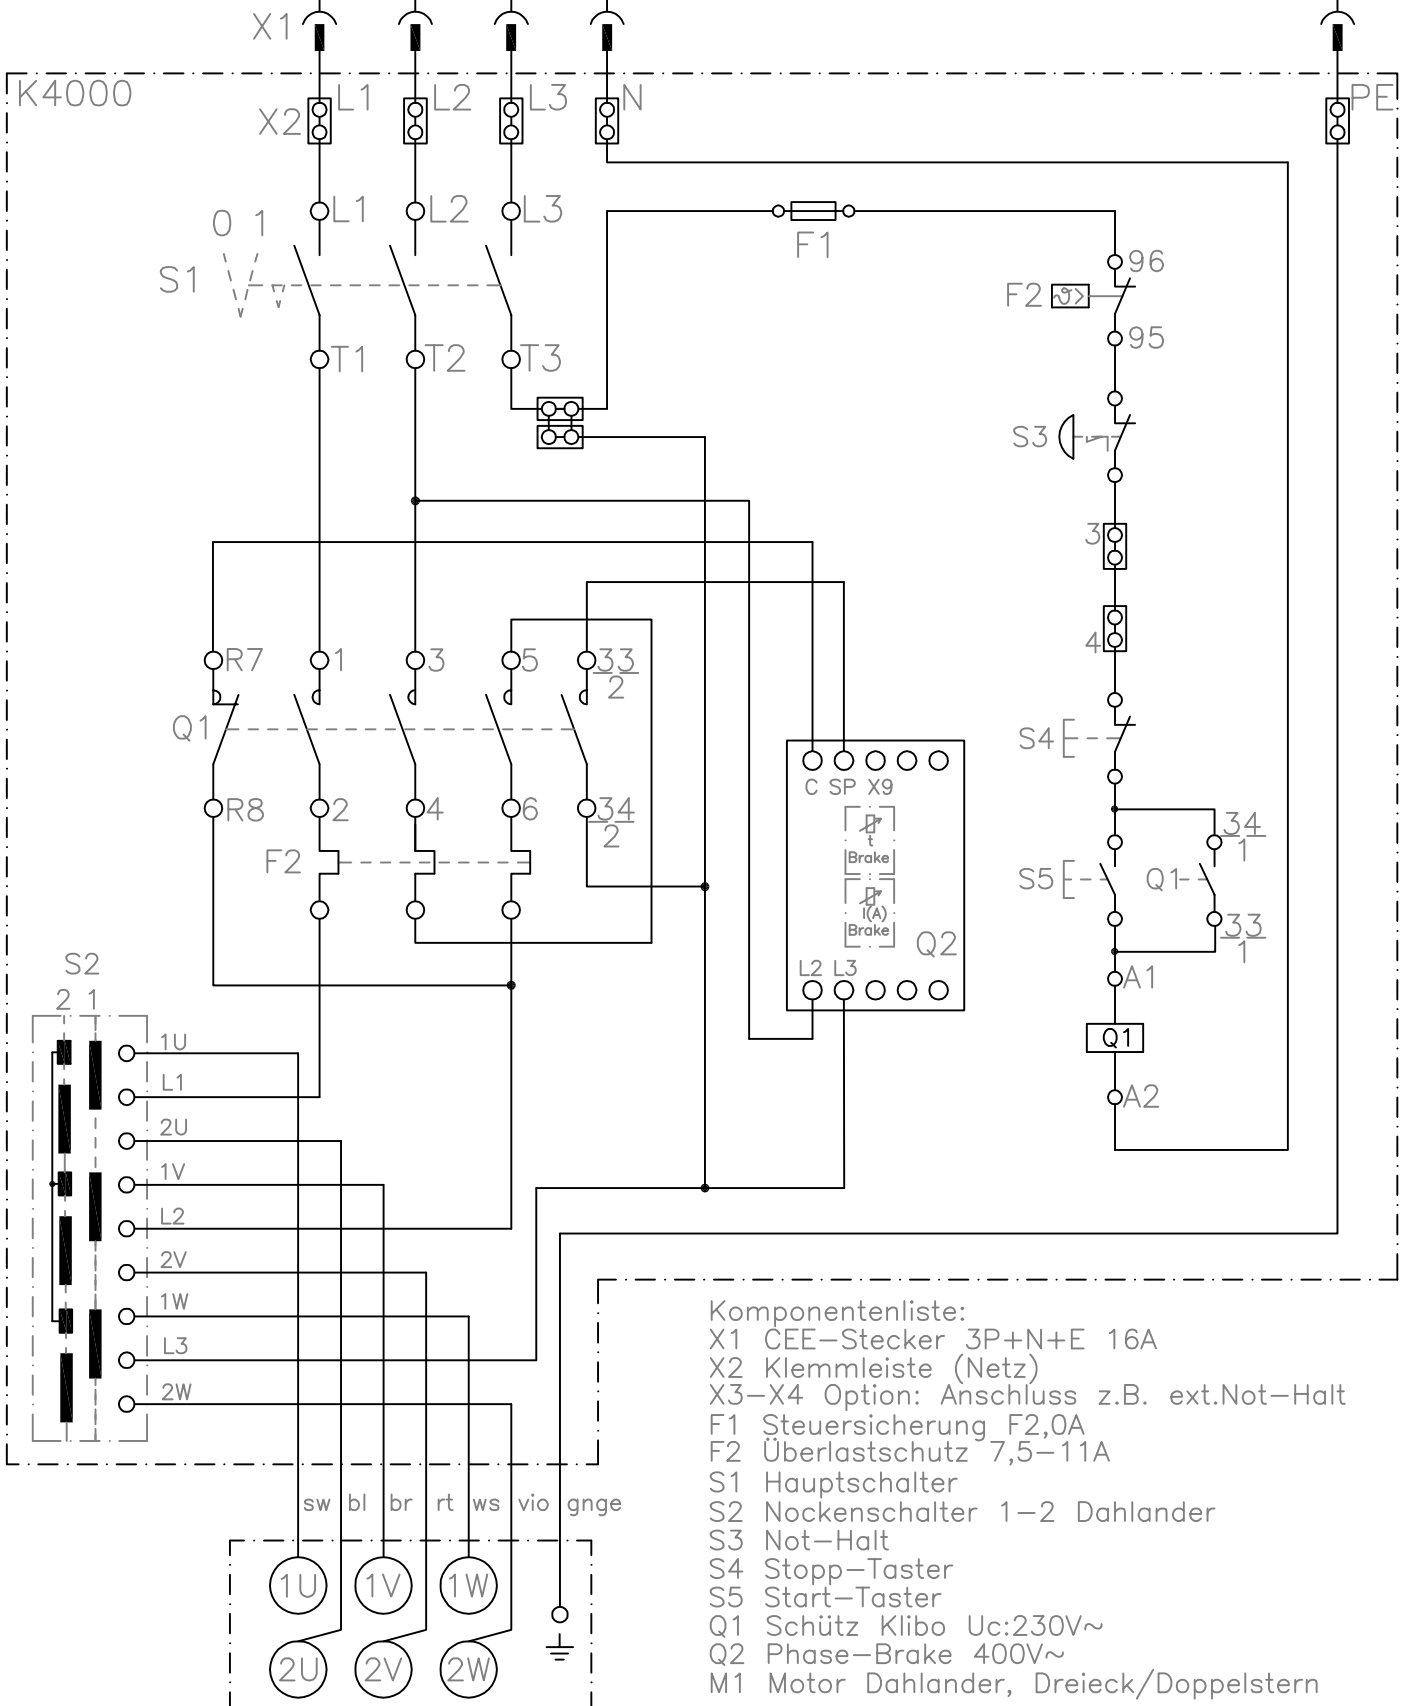 X1
K4000
X2 L1 L2 L3 N PE
0 1
L1 L2 L3
S1
F1
96
F2 ϑ>
95
T1 T2 T3
S3
3
4
R7 1 3 5 33
2
Q1
S4
C SP X9
R8 2 4 6 34
2
t
Brake
34
1
F2
S5 Q1
I(A)
Brake
33
1
Q2
S2
L2 L3
A1
2 1
Q1
1U
L1
A2
2U
1V
L2
2V
1W
L3
2W
Komponentenliste:
X1 CEE-Stecker 3P+N+E 16A
X2 Klemmleiste (Netz)
X3-X4 Option: Anschluss z.B. ext.Not-Halt
F1 Steuersicherung F2,0A
F2 Überlastschutz 7,5-11A
S1 Hauptschalter
S2 Nockenschalter 1-2 Dahlander
S3 Not-Halt
S4 Stopp-Taster
S5 Start-Taster
Q1 Schütz Klibo Uc:230V~
Q2 Phase-Brake 400V~
M1 Motor Dahlander, Dreieck/Doppelstern
sw bl br rt ws vio gnge
1U 1V 1W
2U 2V 2W